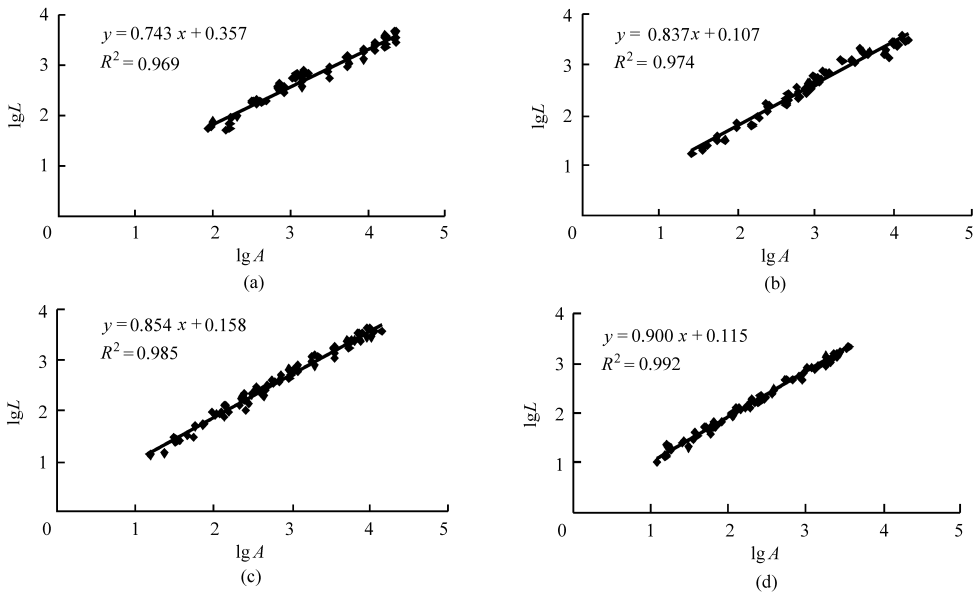 y = 0.743 x + 0.357
R² = 0.969
4
3
2
1
0
1
2
3
4
5
lgL
lg A
(a)
y = 0.837x + 0.107
R² = 0.974
4
3
2
1
0
1
2
3
4
5
lgL
lg A
(b)
y = 0.854 x + 0.158
R² = 0.985
4
3
2
1
0
1
2
3
4
5
lgL
lg A
(c)
y = 0.900 x + 0.115
R² = 0.992
4
3
2
1
0
1
2
3
4
5
lgL
lg A
(d)